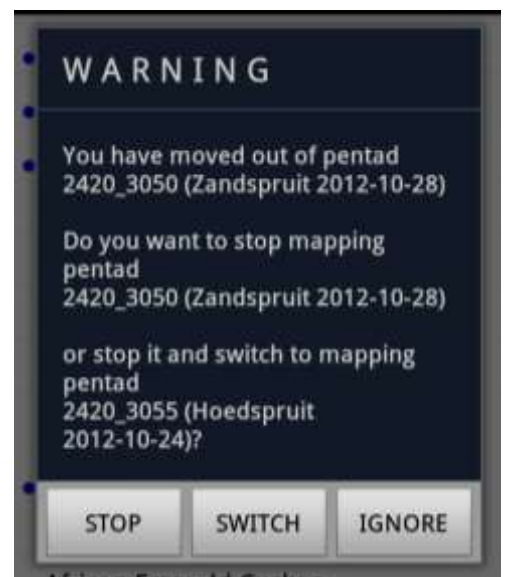 WARNING
You have moved out of pentad
2420_3050 (Zandspruit 2012-10-28)
Do you want to stop mapping
pentad
2420_3050 (Zandspruit 2012-10-28)
or stop it and switch to mapping
pentad
2420_3055 (Hoedspruit
2012-10-24)?
STOP SWITCH IGNORE